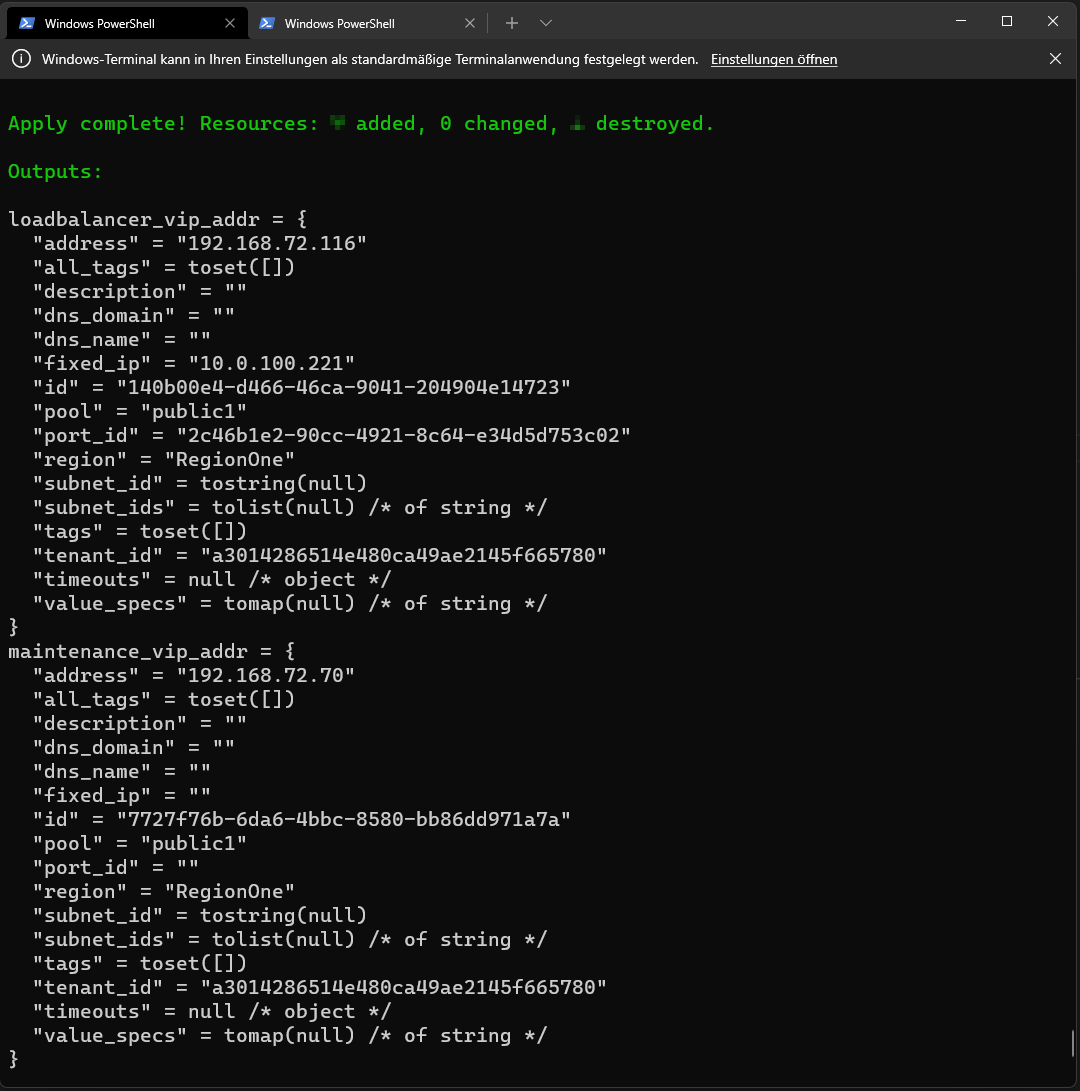 Windows PowerShell
Windows PowerShell
Windows-Terminal kann in Ihren Einstellungen als standardmäßige Terminalanwendung festgelegt werden. Einstellungen öffnen
Apply complete! Resources: added, 0 changed, destroyed.
Outputs:
loadbalancer_vip_addr = {
  "address" = "192.168.72.116"
  "all_tags" = toset([])
  "description" = ""
  "dns_domain" = ""
  "dns_name" = ""
  "fixed_ip" = "10.0.100.221"
  "id" = "140b00e4-d466-46ca-9041-204904e14723"
  "pool" = "public1"
  "port_id" = "2c46b1e2-90cc-4921-8c64-e34d5d753c02"
  "region" = "RegionOne"
  "subnet_id" = tostring(null)
  "subnet_ids" = tolist(null) /* of string */
  "tags" = toset([])
  "tenant_id" = "a3014286514e480ca49ae2145f665780"
  "timeouts" = null /* object */
  "value_specs" = tomap(null) /* of string */
}
maintenance_vip_addr = {
  "address" = "192.168.72.70"
  "all_tags" = toset([])
  "description" = ""
  "dns_domain" = ""
  "dns_name" = ""
  "fixed_ip" = ""
  "id" = "7727f76b-6da6-4bbc-8580-bb86dd971a7a"
  "pool" = "public1"
  "port_id" = ""
  "region" = "RegionOne"
  "subnet_id" = tostring(null)
  "subnet_ids" = tolist(null) /* of string */
  "tags" = toset([])
  "tenant_id" = "a3014286514e480ca49ae2145f665780"
  "timeouts" = null /* object */
  "value_specs" = tomap(null) /* of string */
}